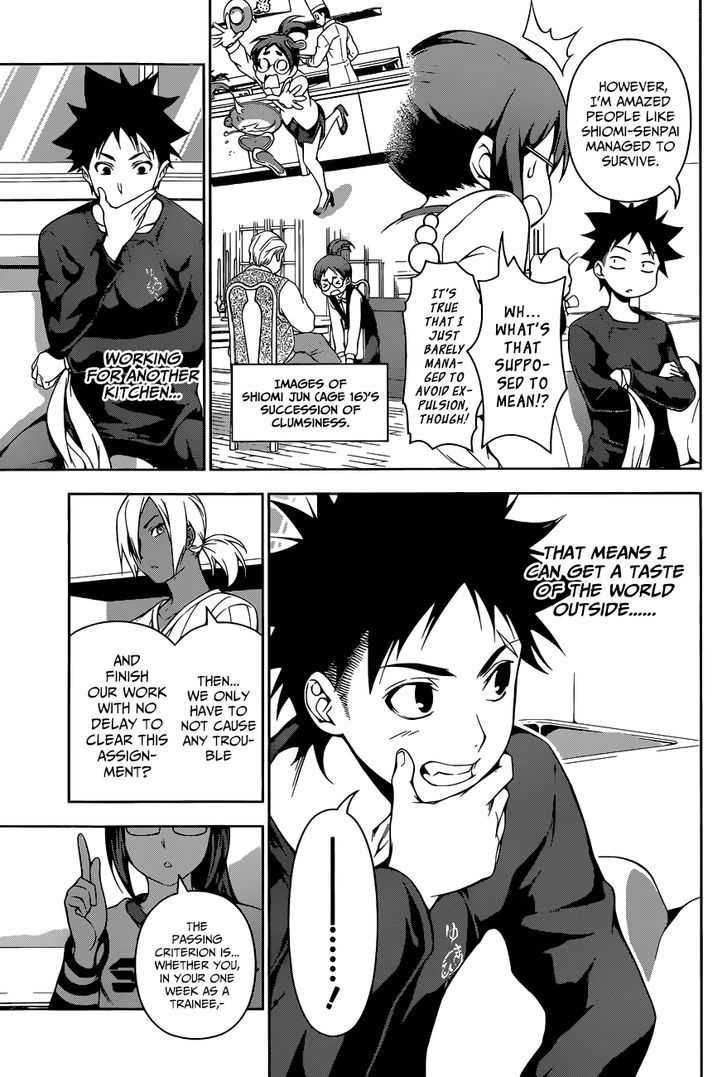 HOWEVER,
I'M AMAZED
PEOPLE LIKE
SHIOMI-SENPAI
MANAGED TO
SURVIVE.
WH...
WHAT'S
THAT
SUPPO-
SED TO
MEAN!?
IT'S
TRUE
THAT I
JUST
BARELY
MANA-
GED TO
AVOID EX-
PULSION,
THOUGH!
IMAGES OF
SHIOMI JUN (AGE 16)'S
SUCCESSION OF
CLUMSINESS.
WORKING
FOR ANOTHER
KITCHEN...
THAT MEANS I
CAN GET A TASTE
OF THE WORLD
OUTSIDE......
......!
ゆきひら
THEN...
WE ONLY
HAVE TO
NOT CAUSE
ANY TROU-
BLE
AND
FINISH
OUR WORK
WITH NO
DELAY TO
CLEAR THIS
ASSIGN-
MENT?
THE
PASSING
CRITERION IS...
WHETHER YOU,
IN YOUR ONE
WEEK AS A
TRAINEE,-